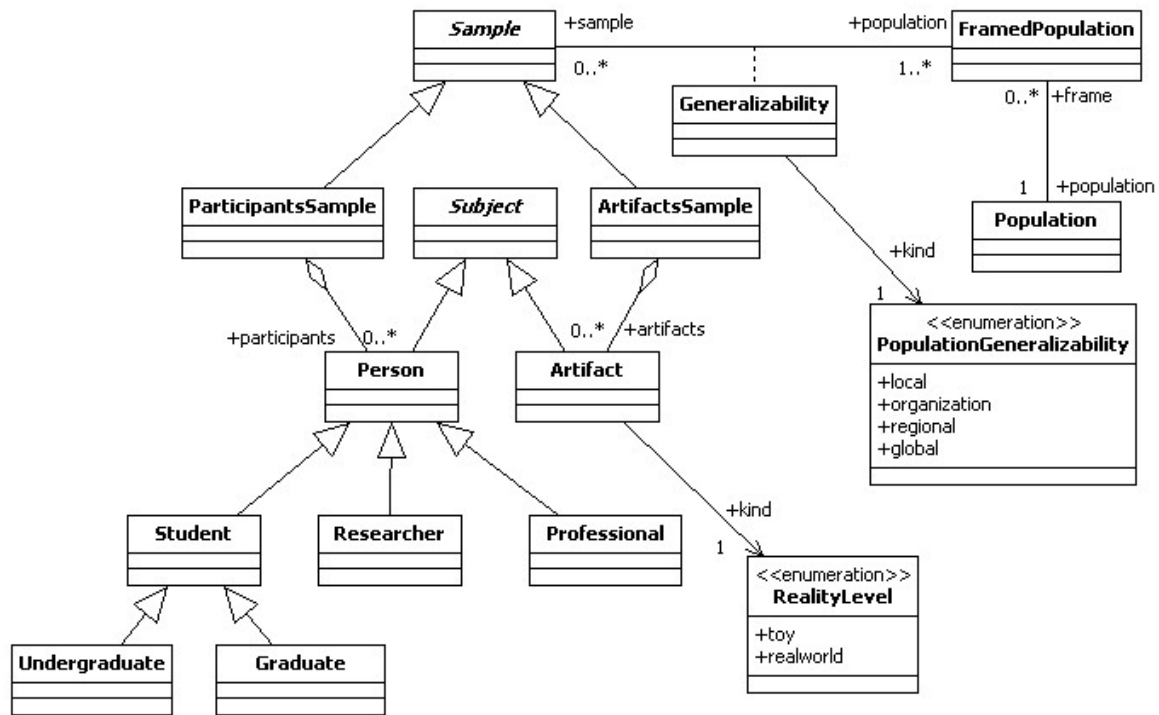 Sample
+sample
+population
FramedPopulation
0..*
1..*
Generalizability
0..*
+frame
ParticipantsSample
Subject
ArtifactsSample
1
+population
Population
+kind
1
+participants
0..*
0..*
+artifacts
<<enumeration>>
PopulationGeneralizability
+local
+organization
+regional
+global
Person
Artifact
+kind
1
Student
Researcher
Professional
<<enumeration>>
RealityLevel
+toy
+realworld
Undergraduate
Graduate